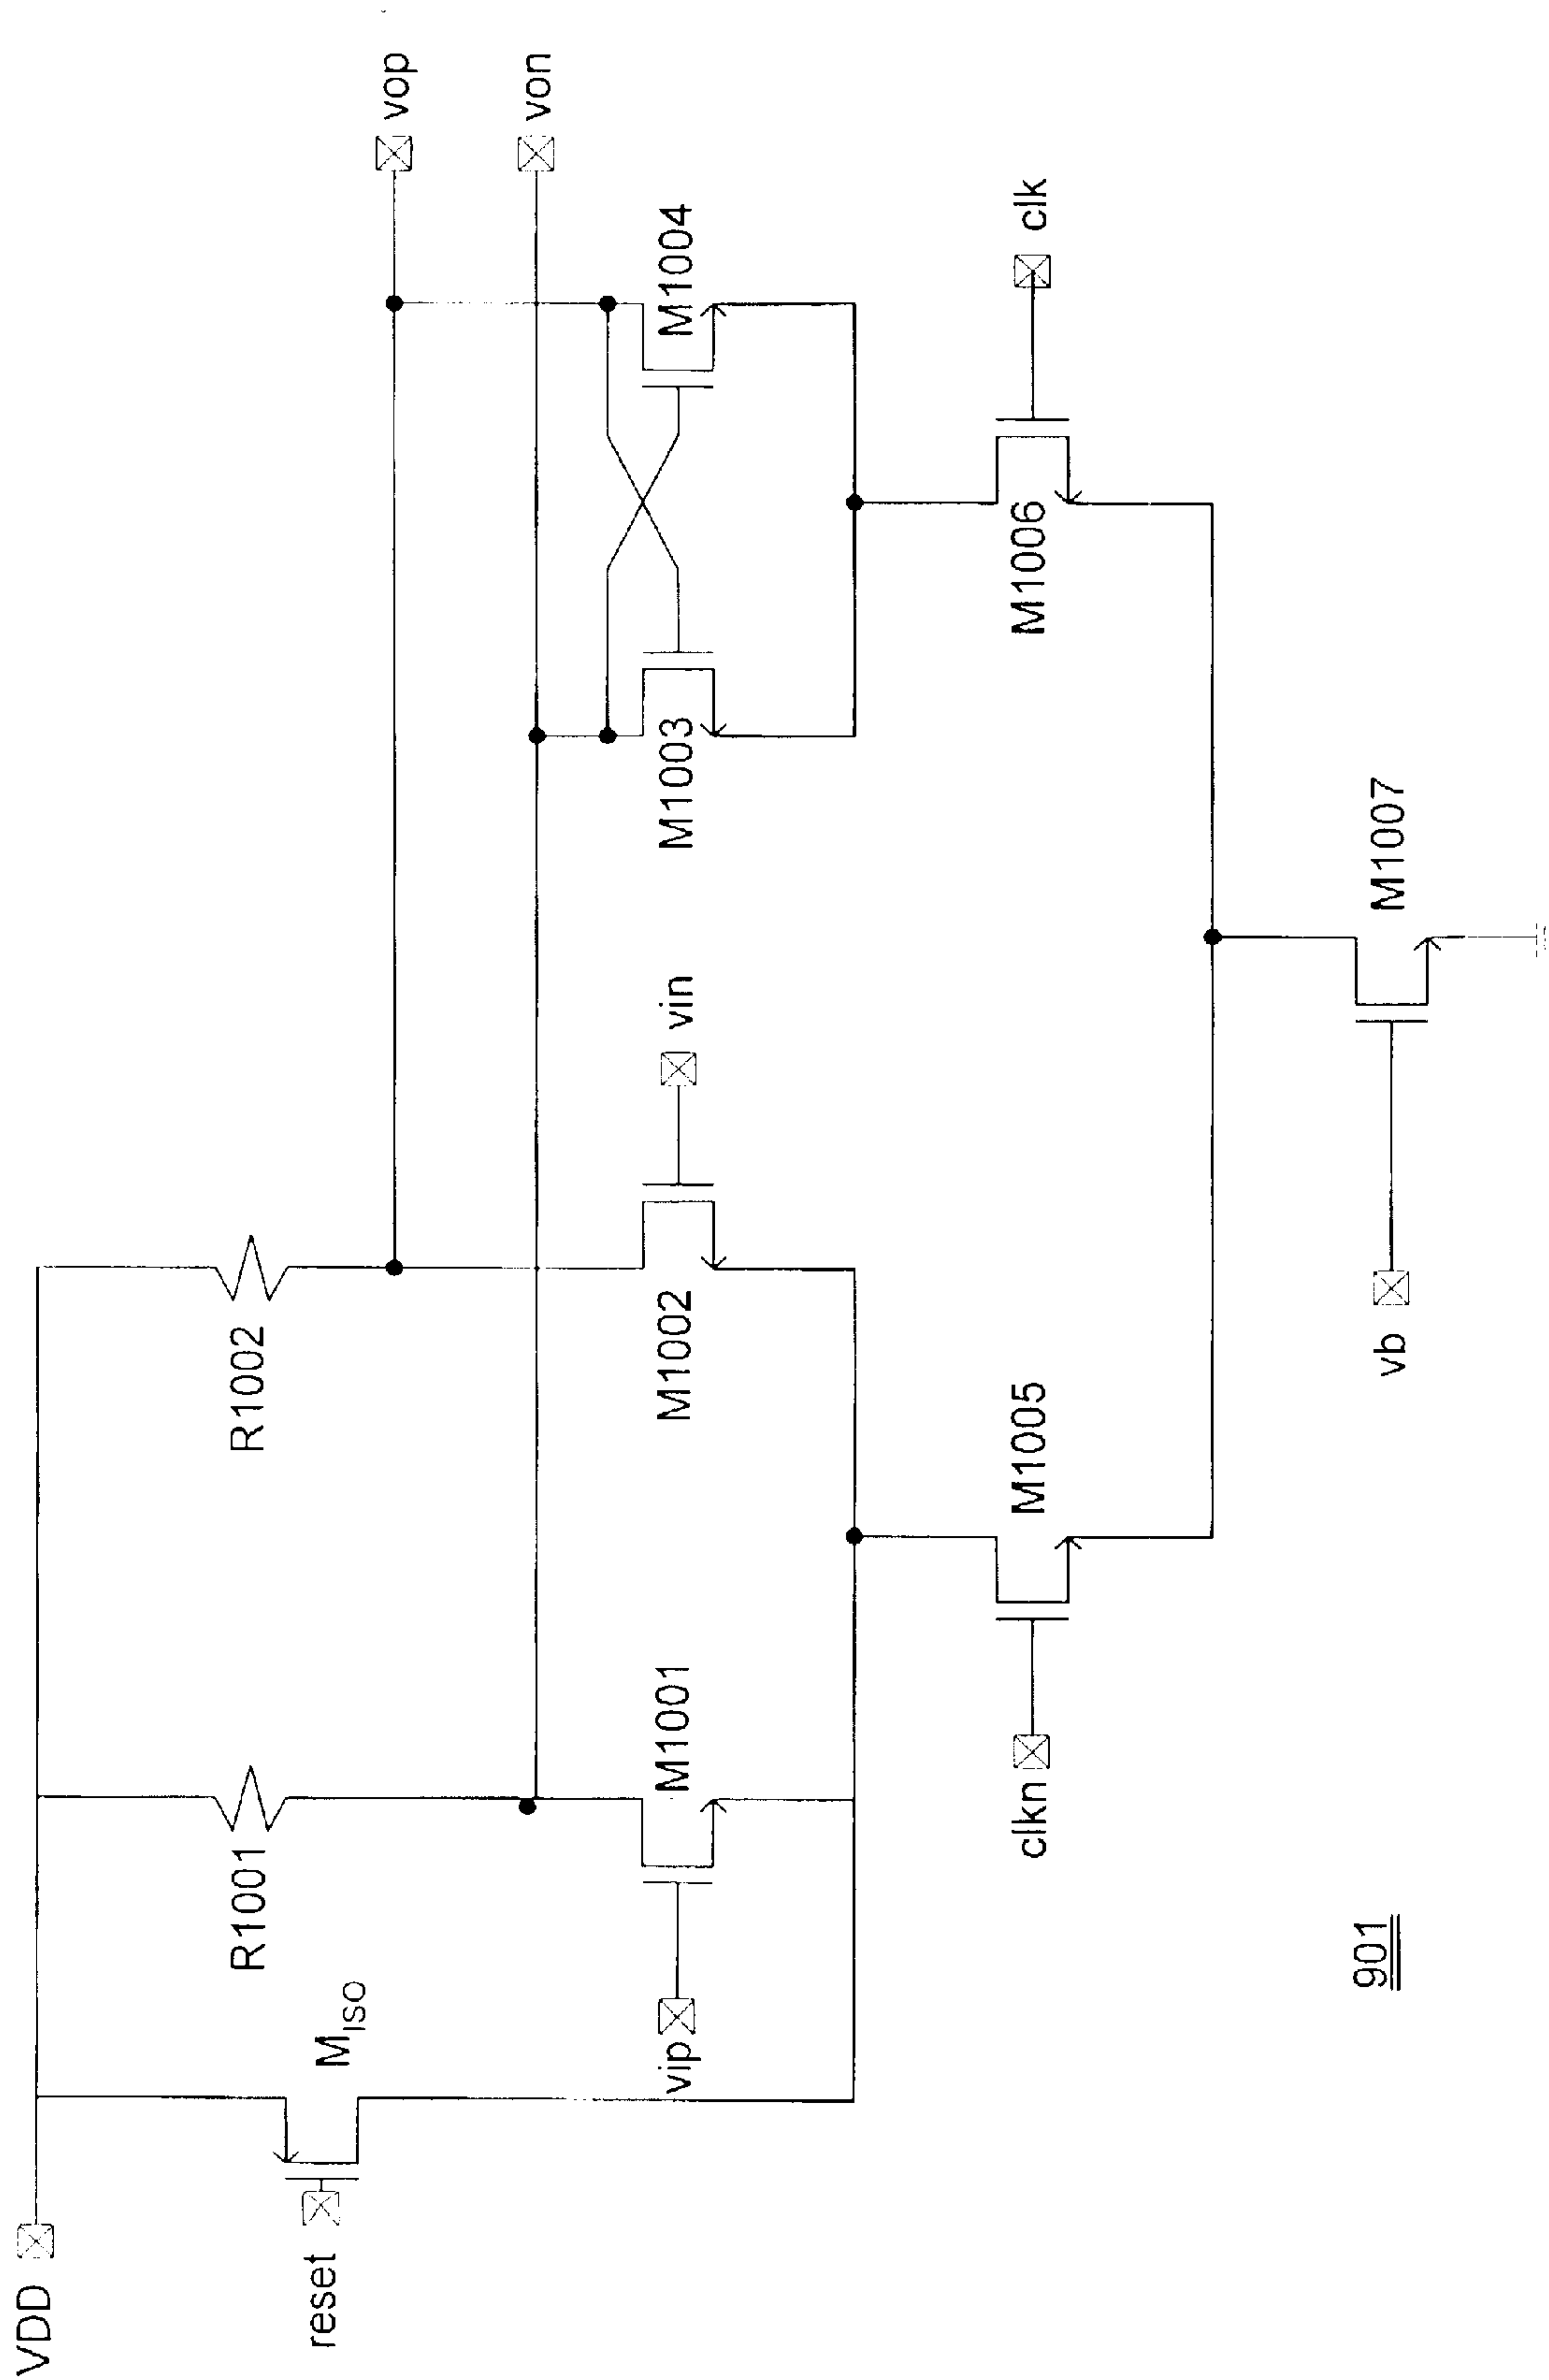 VDD
R1001
R1002
vop
reset
M_ISO
von
vip
M1001
M1002
vin
M1003
M1004
clkn
M1005
M1006
clk
vb
M1007
901